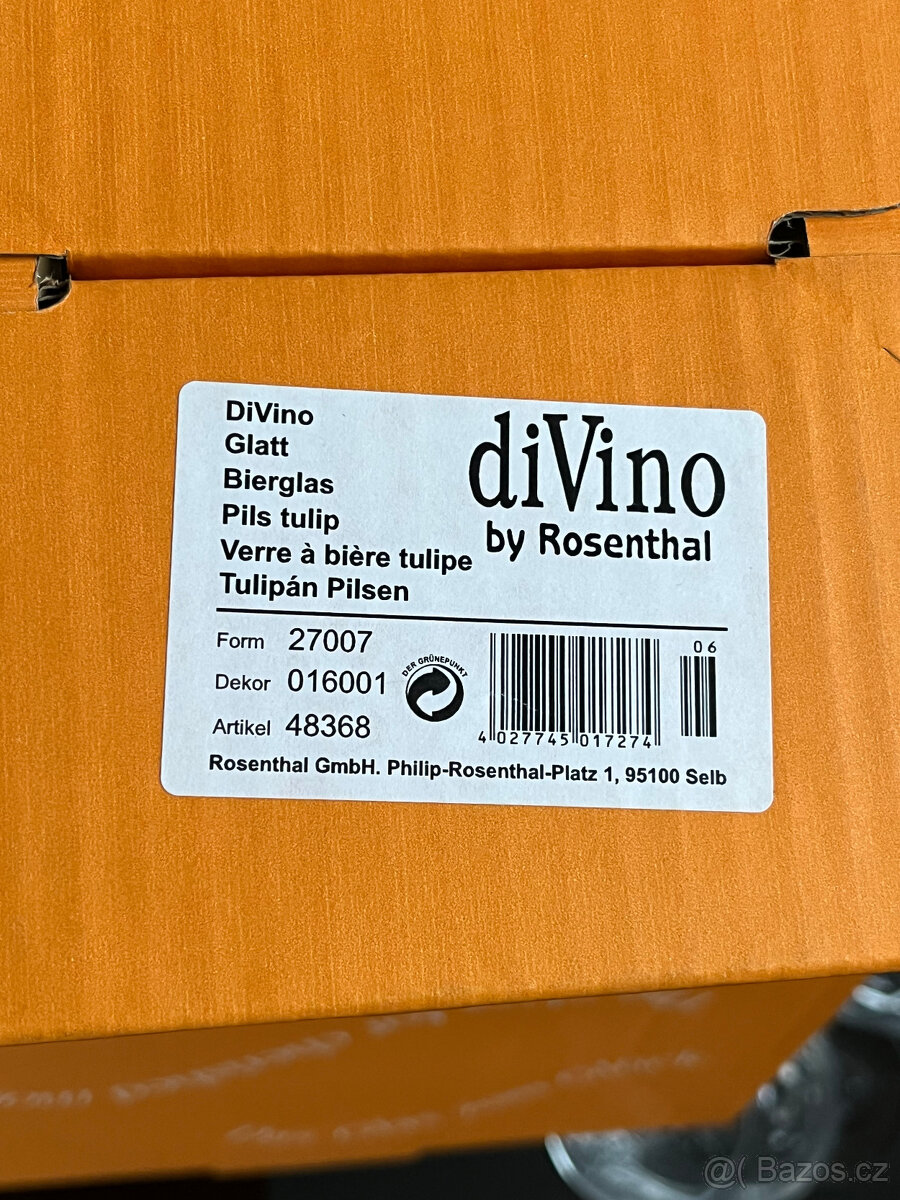 DiVino
Glatt
Bierglas
Pils tulip
Verre à bière tulipe
Tulipán Pilsen
diVino
by Rosenthal
Form 27007
Dekor 016001
Artikel 48368
DER GRÜNE PUNKT
4 027745 017274
06
Rosenthal GmbH. Philip-Rosenthal-Platz 1, 95100 Selb
@( Bazos.cz